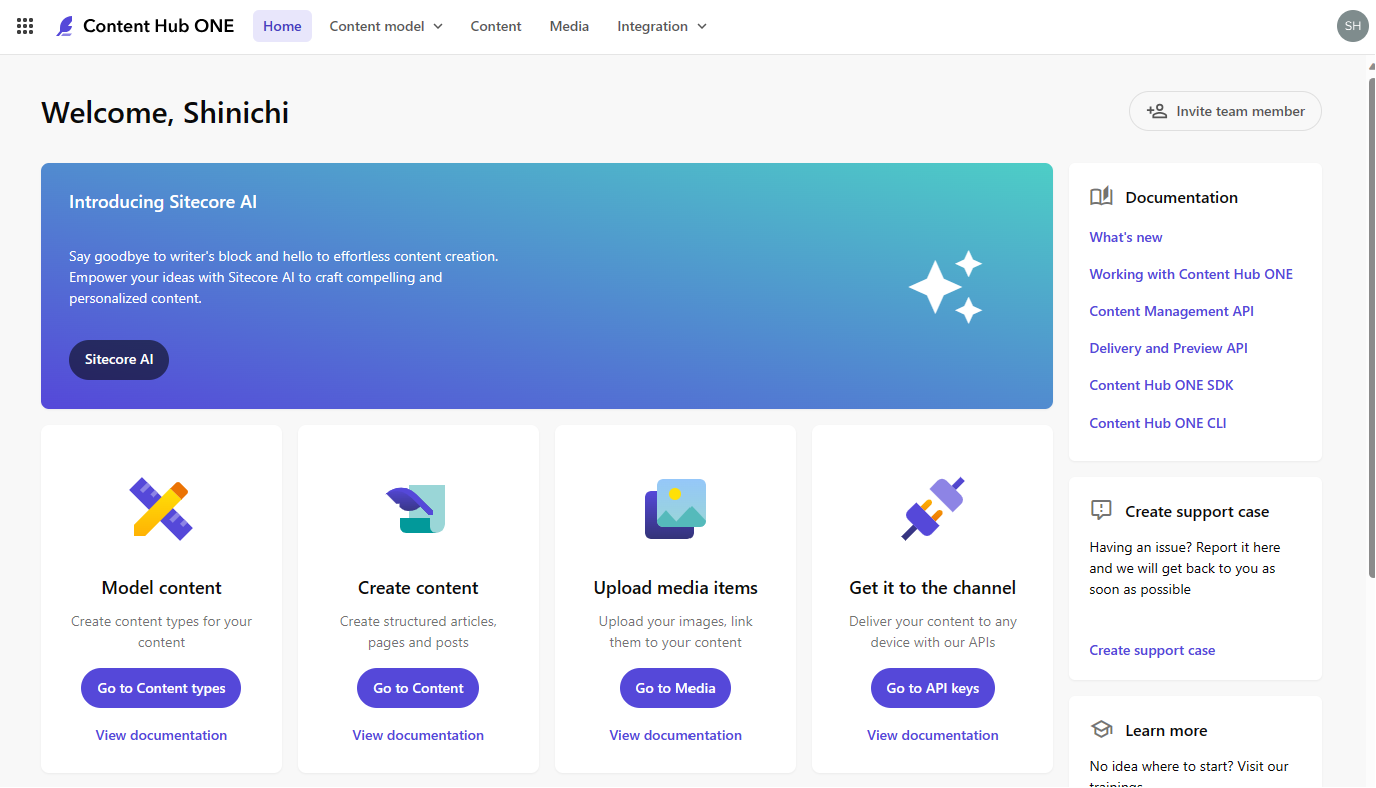 Content Hub ONE
Home
Content model
Content
Media
Integration
SH
Welcome, Shinichi
Invite team member
Introducing Sitecore AI
Say goodbye to writer's block and hello to effortless content creation.
Empower your ideas with Sitecore AI to craft compelling and
personalized content.
Sitecore AI
Model content
Create content types for your
content
Go to Content types
View documentation
Create content
Create structured articles,
pages and posts
Go to Content
View documentation
Upload media items
Upload your images, link
them to your content
Go to Media
View documentation
Get it to the channel
Deliver your content to any
device with our APIs
Go to API keys
View documentation
Documentation
What's new
Working with Content Hub ONE
Content Management API
Delivery and Preview API
Content Hub ONE SDK
Content Hub ONE CLI
Create support case
Having an issue? Report it here
and we will get back to you as
soon as possible
Create support case
Learn more
No idea where to start? Visit our
trainings